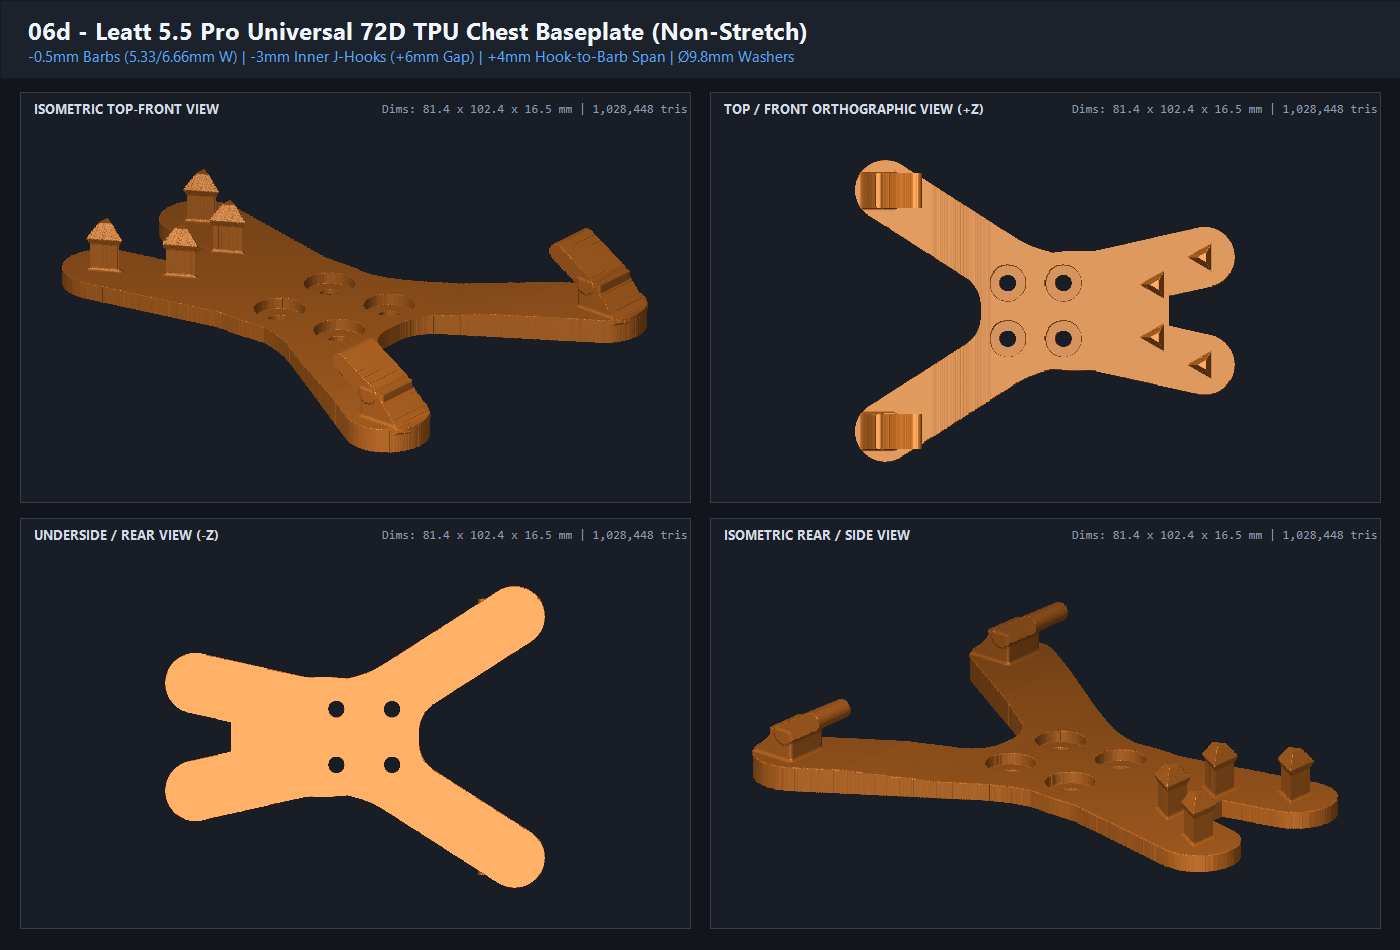 06d - Leatt 5.5 Pro Universal 72D TPU Chest Baseplate (Non-Stretch)
-0.5mm Barbs (5.33/6.66mm W) | -3mm Inner J-Hooks (+6mm Gap) | +4mm Hook-to-Barb Span | Ø9.8mm Washers
ISOMETRIC TOP-FRONT VIEW
Dims: 81.4 x 102.4 x 16.5 mm | 1,028,448 tris
TOP / FRONT ORTHOGRAPHIC VIEW (+Z)
Dims: 81.4 x 102.4 x 16.5 mm | 1,028,448 tris
UNDERSIDE / REAR VIEW (-Z)
Dims: 81.4 x 102.4 x 16.5 mm | 1,028,448 tris
ISOMETRIC REAR / SIDE VIEW
Dims: 81.4 x 102.4 x 16.5 mm | 1,028,448 tris